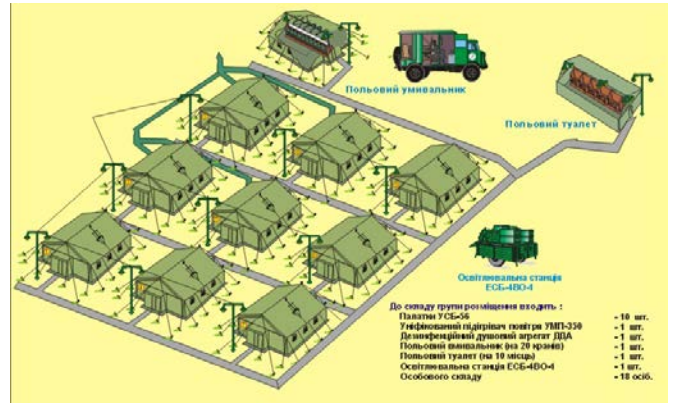 Польовий умивальник
Польовий туалет
Освітлювальна станція
ЕСБ-4ВО-4
До складу групи розміщення входить :
Палатки УСБ-56 - 10 шт.
Уніфікований підігрівач повітря УМП-350 - 1 шт.
Дезинфекційний душовий агрегат ДДА - 1 шт.
Польовий вмивальник (на 20 кранів) - 1 шт.
Польовий туалет (на 10 місць) - 1 шт.
Освітлювальна станція ЕСБ-4ВО-4 - 1 шт.
Особового складу - 18 осіб.